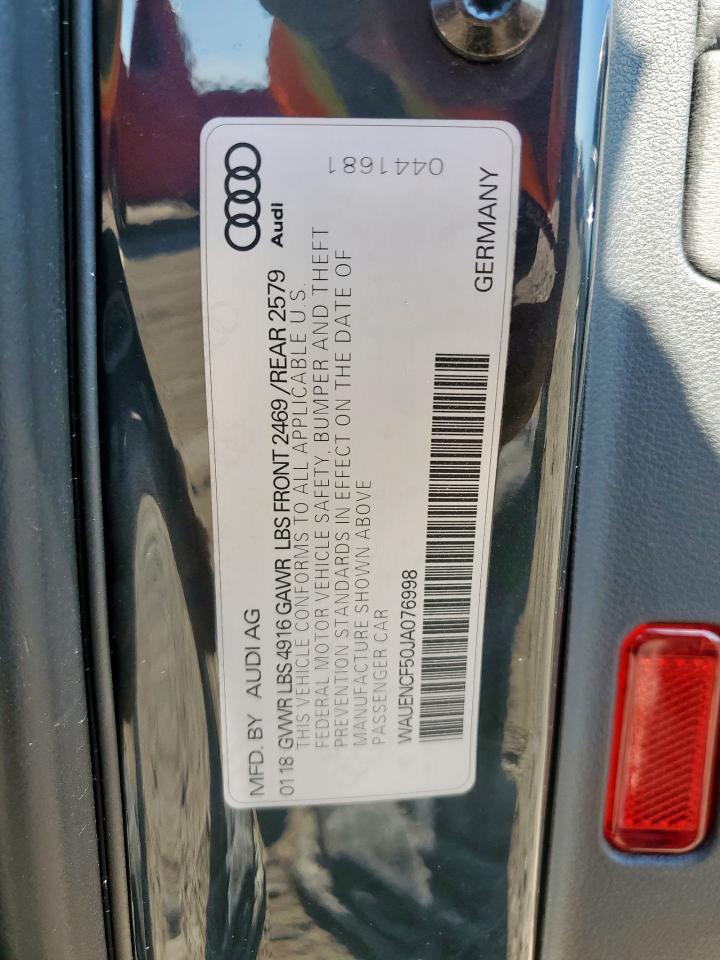 MFD. BY AUDI AG
Audi
0118 GVWR LBS 4916 GAWR LBS FRONT 2469 /REAR 2579
THIS VEHICLE CONFORMS TO ALL APPLICABLE U.S.
FEDERAL MOTOR VEHICLE SAFETY, BUMPER AND THEFT
PREVENTION STANDARDS IN EFFECT ON THE DATE OF
MANUFACTURE SHOWN ABOVE
PASSENGER CAR
0441681
WAUENCF50JA076998
GERMANY